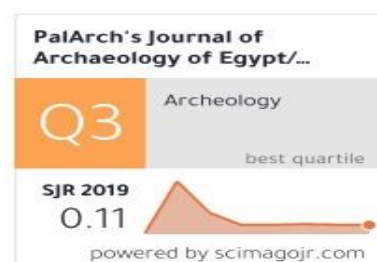 PalArch's Journal of
Archaeology of Egypt/...
Q3
Archeology
best quartile
SJR 2019
0.11
powered by scimagojr.com